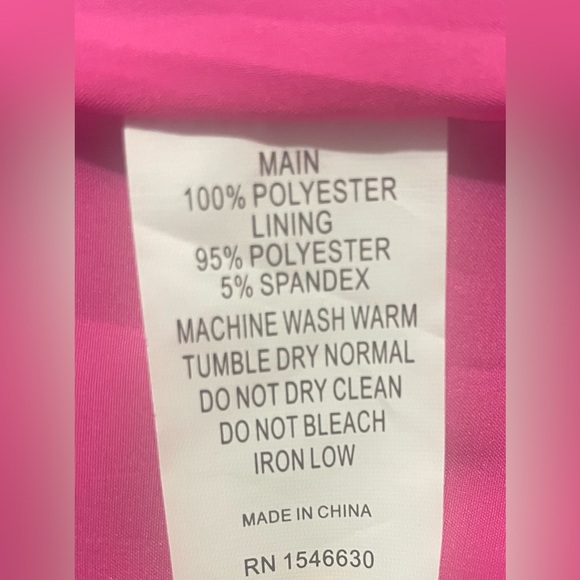 MAIN
100% POLYESTER
LINING
95% POLYESTER
5% SPANDEX
MACHINE WASH WARM
TUMBLE DRY NORMAL
DO NOT DRY CLEAN
DO NOT BLEACH
IRON LOW
MADE IN CHINA
RN 1546630